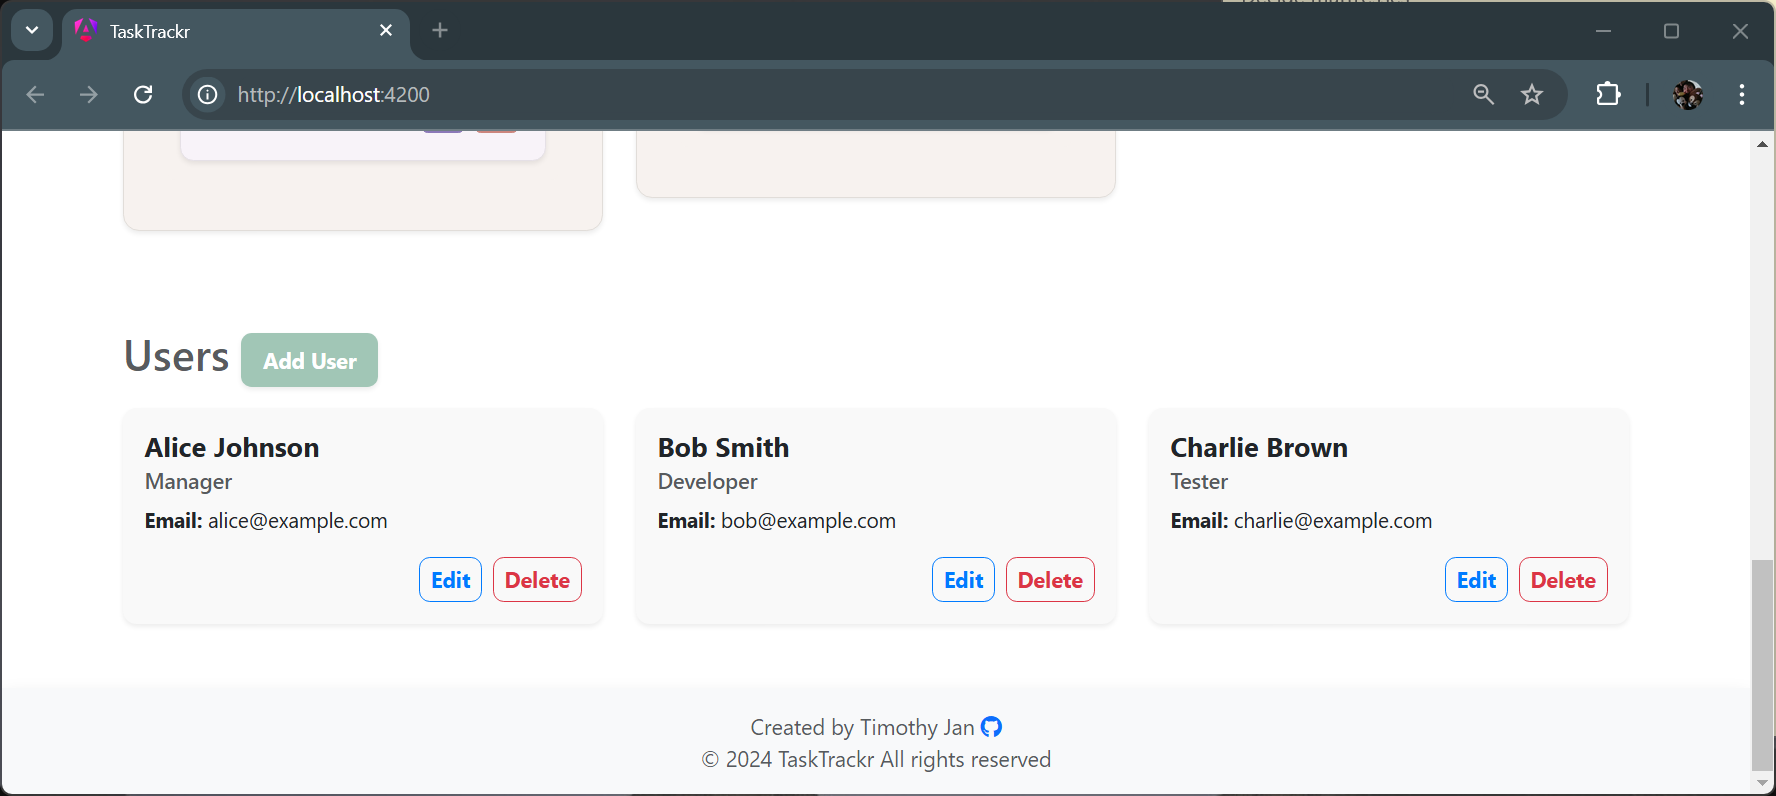 TaskTrackr
http://localhost:4200
Users
Add User
Alice Johnson
Manager
Email: alice@example.com
Edit
Delete
Bob Smith
Developer
Email: bob@example.com
Edit
Delete
Charlie Brown
Tester
Email: charlie@example.com
Edit
Delete
Created by Timothy Jan
© 2024 TaskTrackr All rights reserved